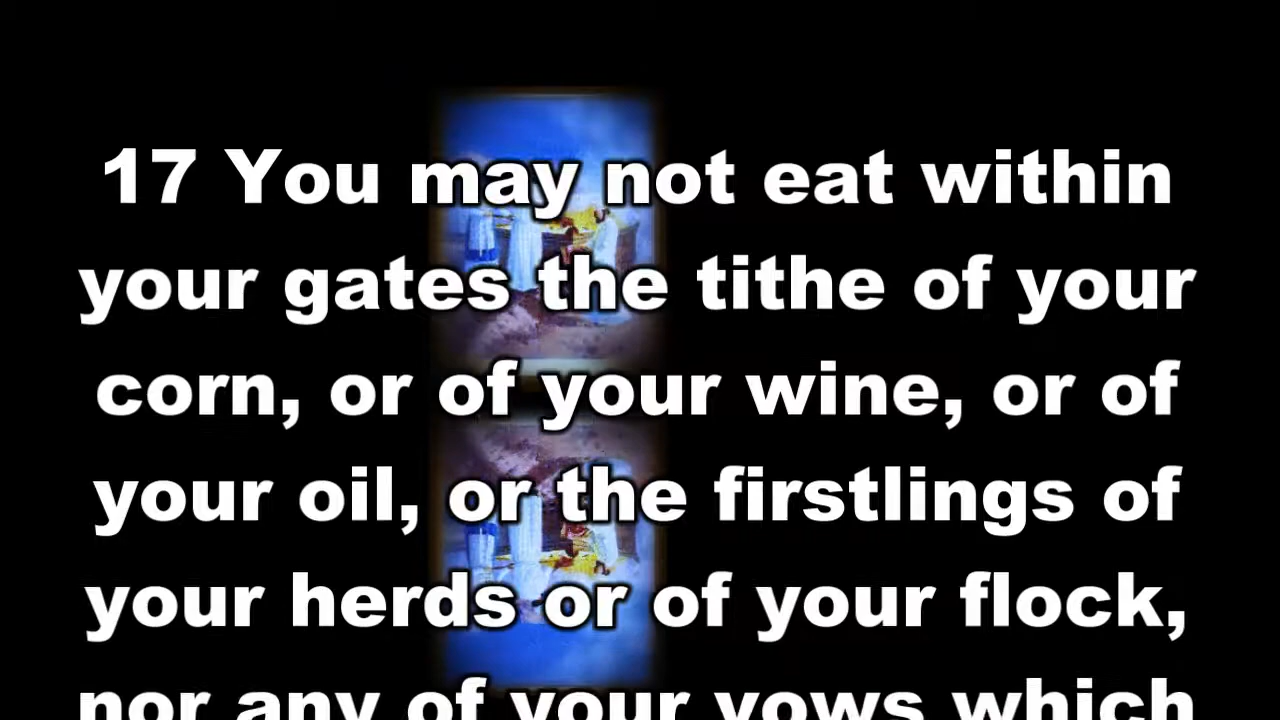 17 You may not eat within
your gates the tithe of your
corn, or of your wine, or of
your oil, or the firstlings of
your herds or of your flock,
nor any of your vows which